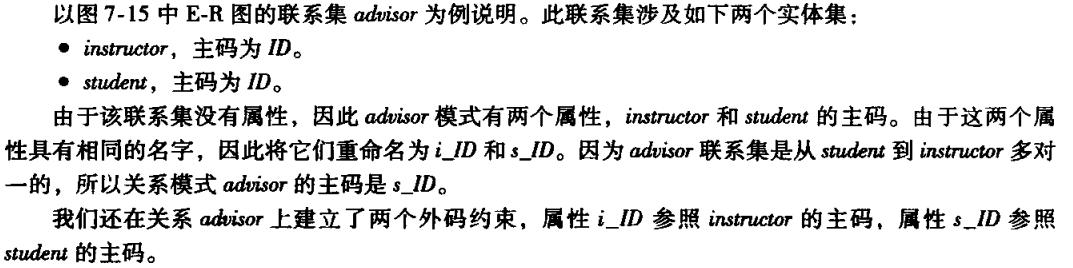 以图 7-15 中 E-R 图的联系集 advisor 为例说明。此联系集涉及如下两个实体集：
● instructor，主码为 ID。
● student，主码为 ID。
由于该联系集没有属性，因此 advisor 模式有两个属性，instructor 和 student 的主码。由于这两个属
性具有相同的名字，因此将它们重命名为 i_ID 和 s_ID。因为 advisor 联系集是从 student 到 instructor 多对
一的，所以关系模式 advisor 的主码是 s_ID。
我们还在关系 advisor 上建立了两个外码约束，属性 i_ID 参照 instructor 的主码，属性 s_ID 参照
student 的主码。